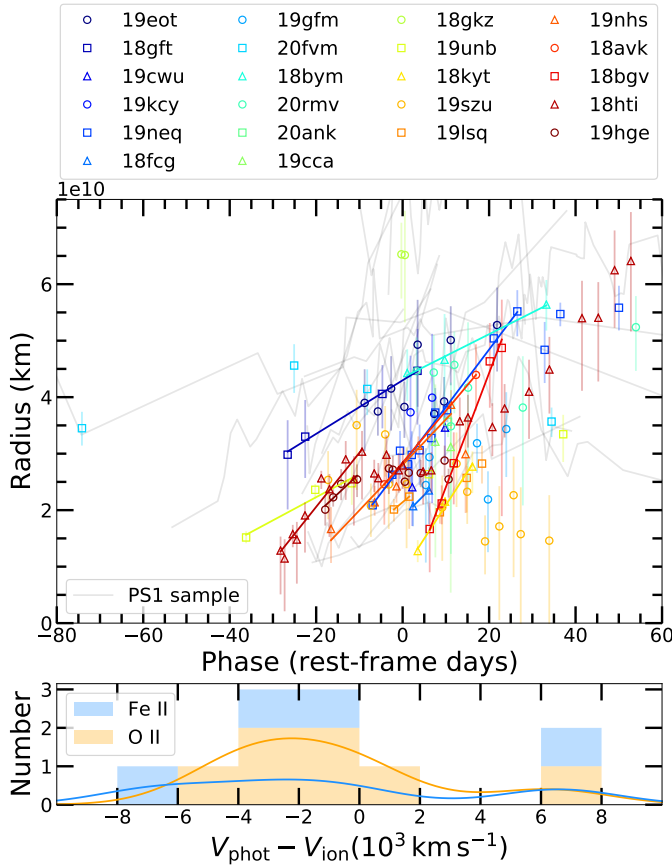 19eot 19gfm 18gkz 19nhs
18gft 20fvm 19unb 18avk
19cwu 18bym 18kyt 18bgv
19kcy 20rmv 19szu 18hti
19neq 20ank 19lsq 19hge
18fcg 19cca
1e10
6
4
2
0
Radius (km)
PS1 sample
−80 −60 −40 −20 0 20 40 60
Phase (rest-frame days)
3
2
1
0
Number
Fe II
O II
−8 −6 −4 −2 0 2 4 6 8
V_phot − V_ion (10³ km s⁻¹)